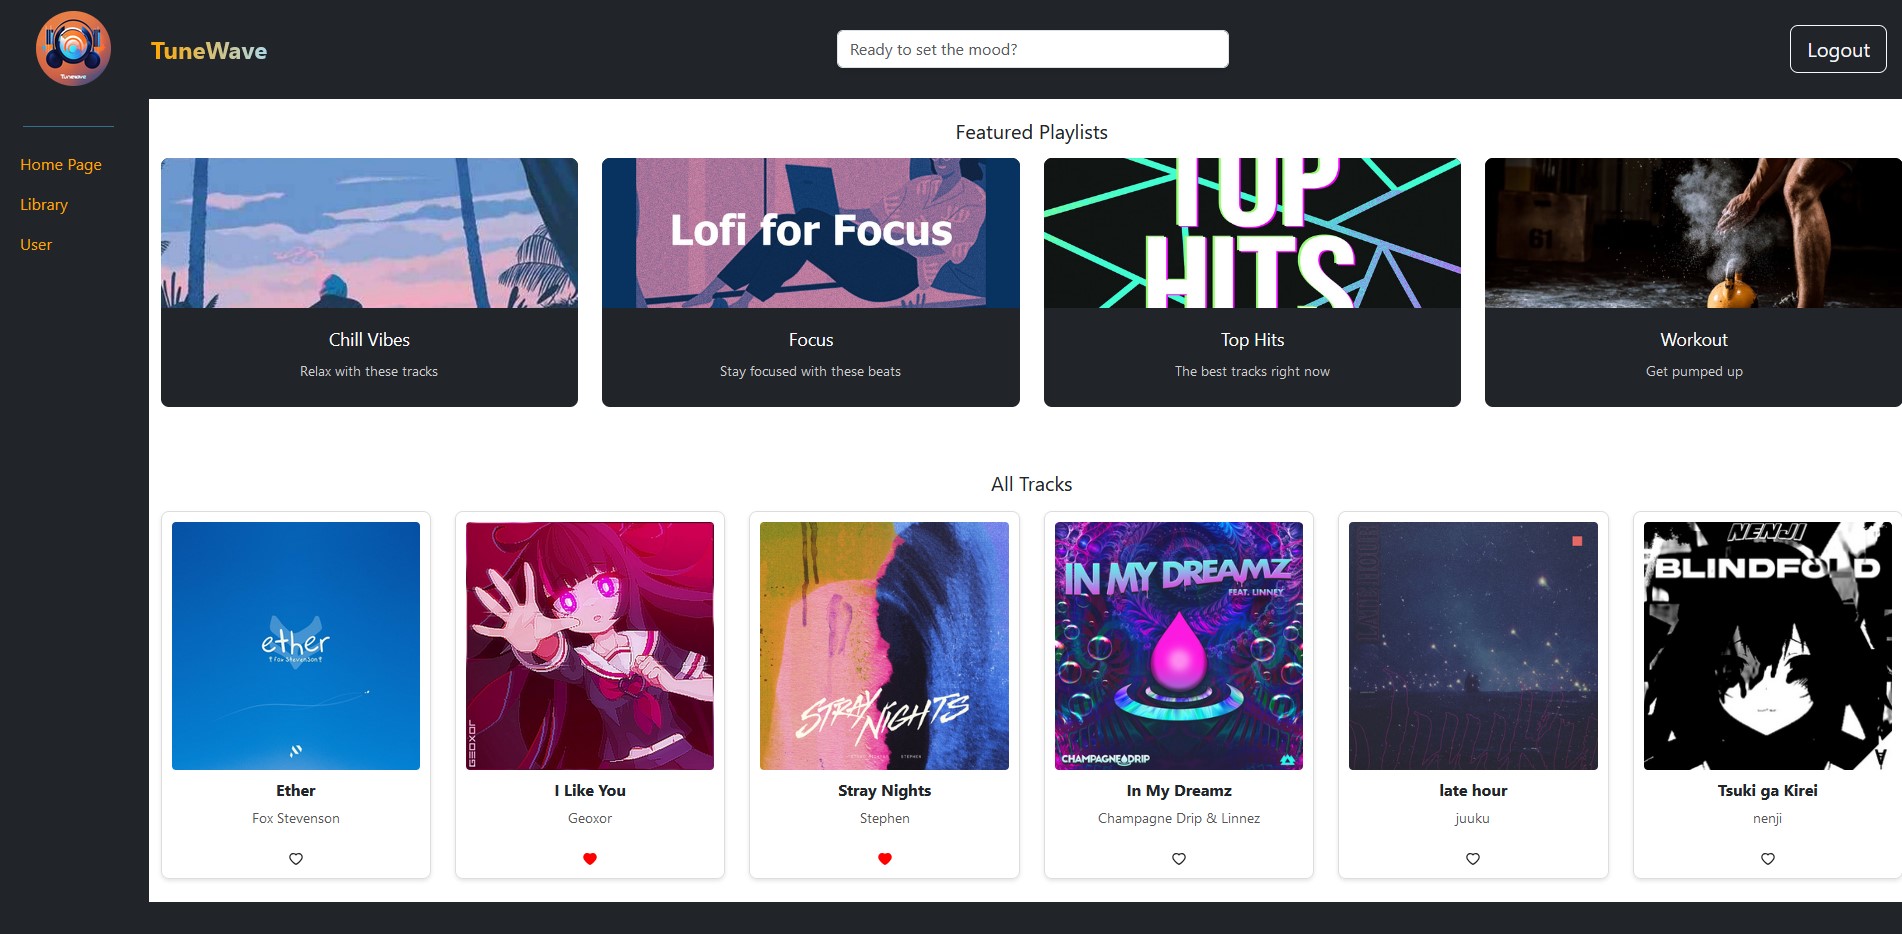 Tunewave
TuneWave
Ready to set the mood?
Logout
Home Page
Library
User
Featured Playlists
Lofi for Focus
TOP
HITS
61
Chill Vibes
Focus
Top Hits
Workout
Relax with these tracks
Stay focused with these beats
The best tracks right now
Get pumped up
All Tracks
ether
Fox Stevenson
GEOXOR
STRAY NIGHTS
STEPHEN
IN MY DREAMZ
FEAT. LINNEY
CHAMPAGNE DRIP
NENJI
BLINDFOLD
Ether
I Like You
Stray Nights
In My Dreamz
late hour
Tsuki ga Kirei
Fox Stevenson
Geoxor
Stephen
Champagne Drip & Linnez
juuku
nenji